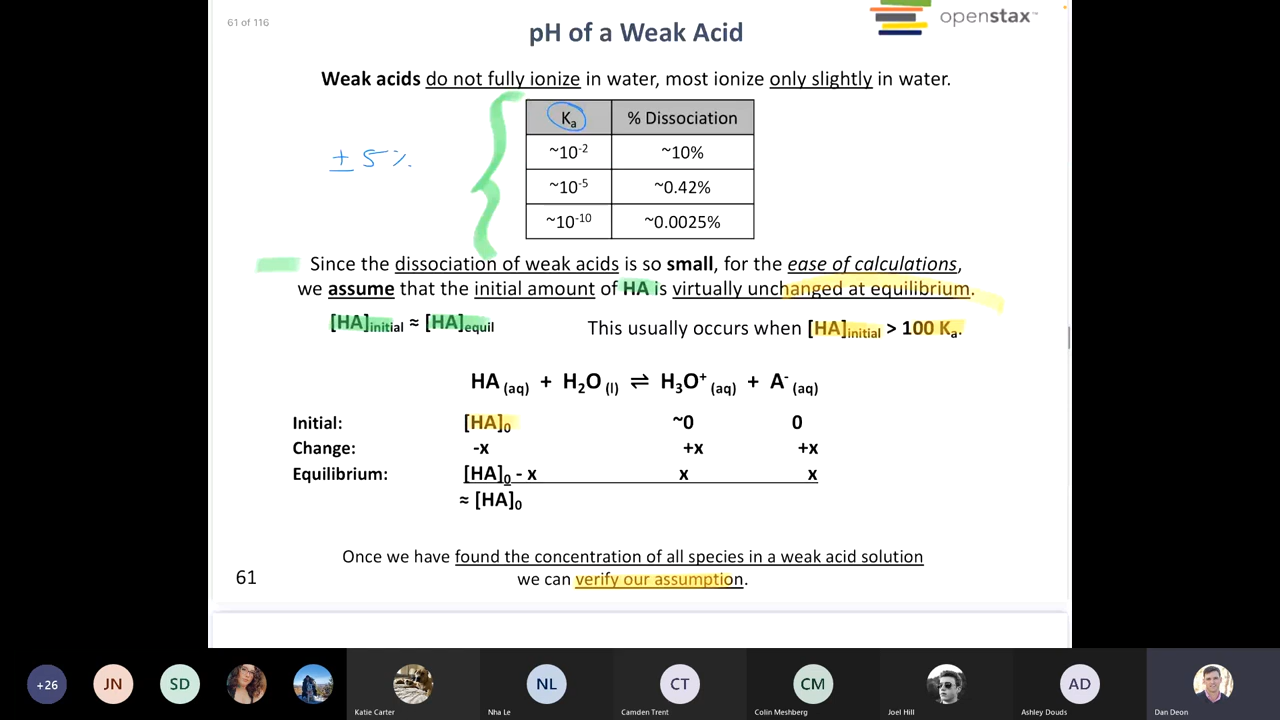 61 of 116
openstax™
pH of a Weak Acid
Weak acids do not fully ionize in water, most ionize only slightly in water.
Ka % Dissociation
± 5 %
~10-2 ~10%
~10-5 ~0.42%
~10-10 ~0.0025%
Since the dissociation of weak acids is so small, for the ease of calculations,
we assume that the initial amount of HA is virtually unchanged at equilibrium.
[HA]initial ≈ [HA]equil This usually occurs when [HA]initial > 100 Ka.
HA (aq) + H2O (l) ⇌ H3O+ (aq) + A- (aq)
Initial: [HA]0 ~0 0
Change: -x +x +x
Equilibrium: [HA]0 - x x x
≈ [HA]0
Once we have found the concentration of all species in a weak acid solution
we can verify our assumption.
61
+26 JN SD NL CT CM AD
Katie Carter Nha Le Camden Trent Colin Meshberg Joel Hill Ashley Douds Dan Deon